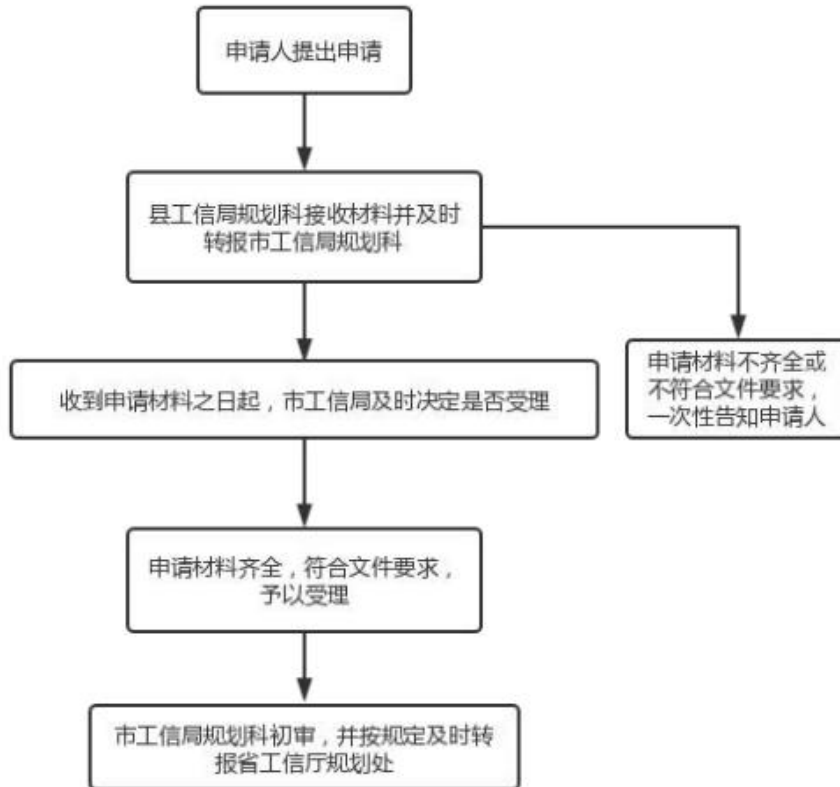 申请人提出申请
县工信局规划科接收材料并及时
转报市工信局规划科
申请材料不齐全或
不符合文件要求，
一次性告知申请人
收到申请材料之日起，市工信局及时决定是否受理
申请材料齐全，符合文件要求，
予以受理
市工信局规划科初审，并按规定及时转
报省工信厅规划处